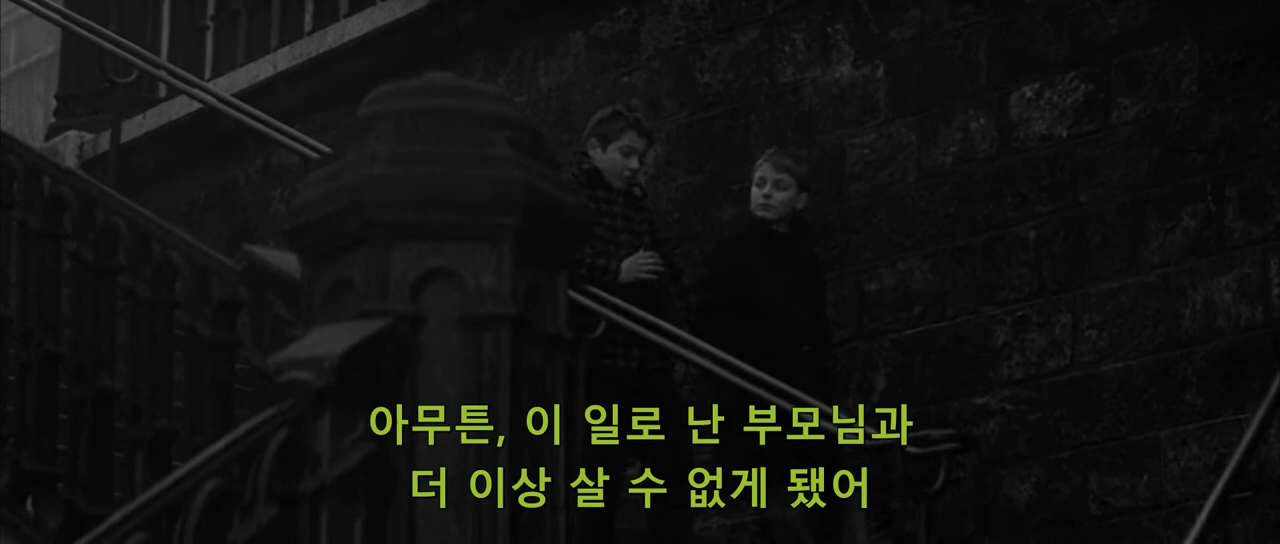 아무튼, 이 일로 난 부모님과
더 이상 살 수 없게 됐어